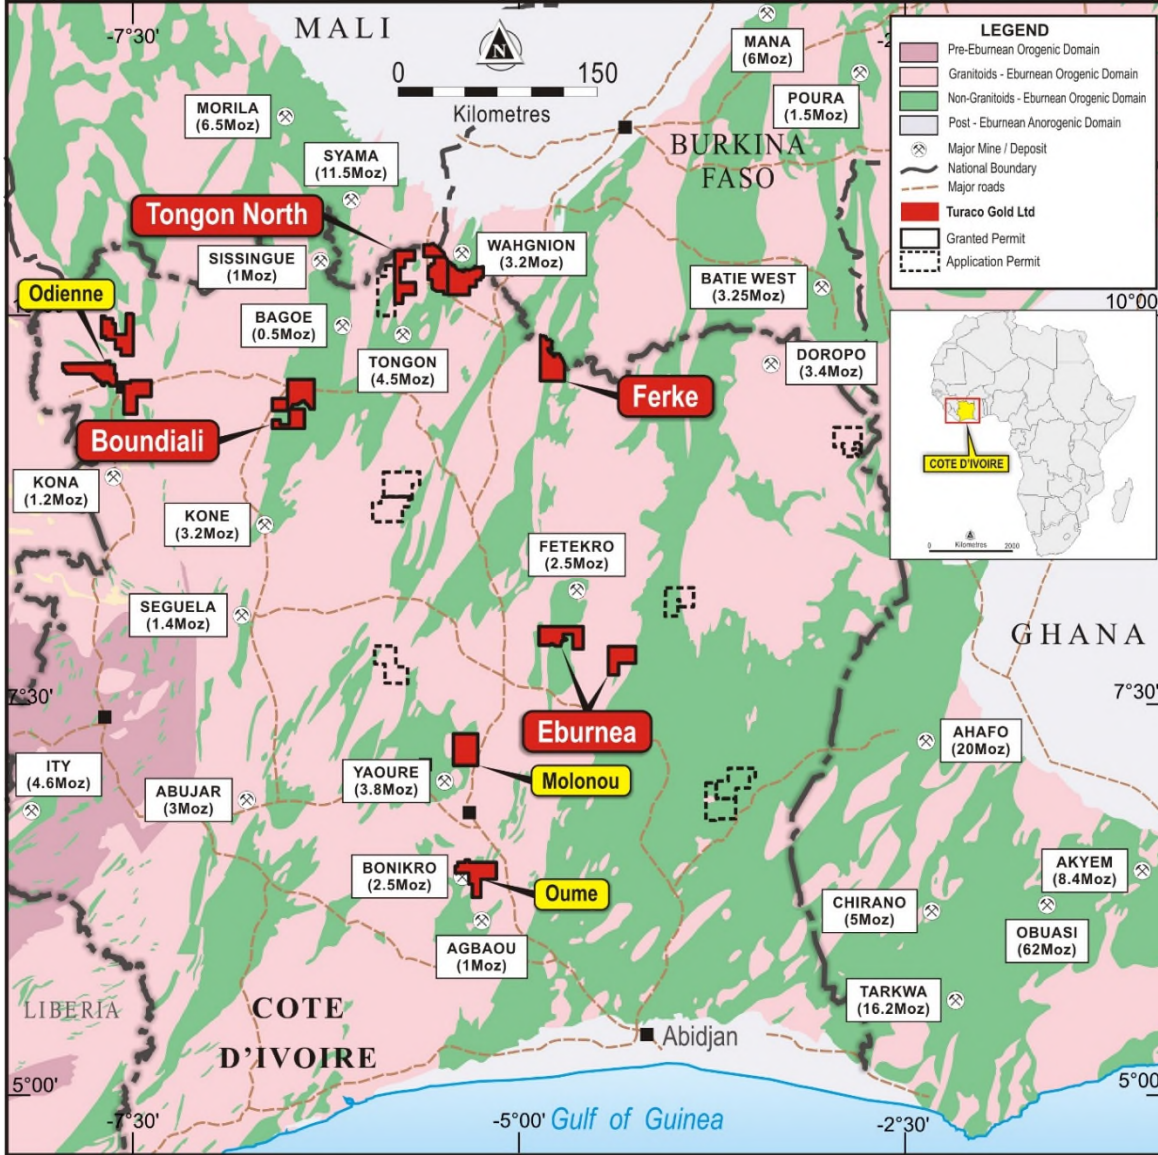 -7°30'
MALI
N
0 150
Kilometres
MANA
(6Moz)
POURA
(1.5Moz)
MORILA
(6.5Moz)
SYAMA
(11.5Moz)
BURKINA
FASO
LEGEND
Pre-Eburnean Orogenic Domain
Granitoids - Eburnean Orogenic Domain
Non-Granitoids - Eburnean Orogenic Domain
Post - Eburnean Anorogenic Domain
Major Mine / Deposit
National Boundary
Major roads
Turaco Gold Ltd
Granted Permit
Application Permit
Tongon North
SISSINGUE
(1Moz)
WAHGNION
(3.2Moz)
BATIE WEST
(3.25Moz)
10°00'
Odienne
BAGOE
(0.5Moz)
TONGON
(4.5Moz)
DOROPO
(3.4Moz)
Ferke
Boundiali
COTE D'IVOIRE
Kilometres
0 2000
KONA
(1.2Moz)
KONE
(3.2Moz)
FETEKRO
(2.5Moz)
SEGUELA
(1.4Moz)
GHANA
7°30'
7°30'
Eburnea
AHAFO
(20Moz)
ITY
(4.6Moz)
ABUJAR
(3Moz)
YAOURE
(3.8Moz)
Molonou
BONIKRO
(2.5Moz)
Oume
AKYEM
(8.4Moz)
CHIRANO
(5Moz)
OBUASI
(62Moz)
AGBAOU
(1Moz)
TARKWA
(16.2Moz)
LIBERIA
COTE
D'IVOIRE
Abidjan
5°00'
5°00'
-7°30'
-5°00'
Gulf of Guinea
-2°30'